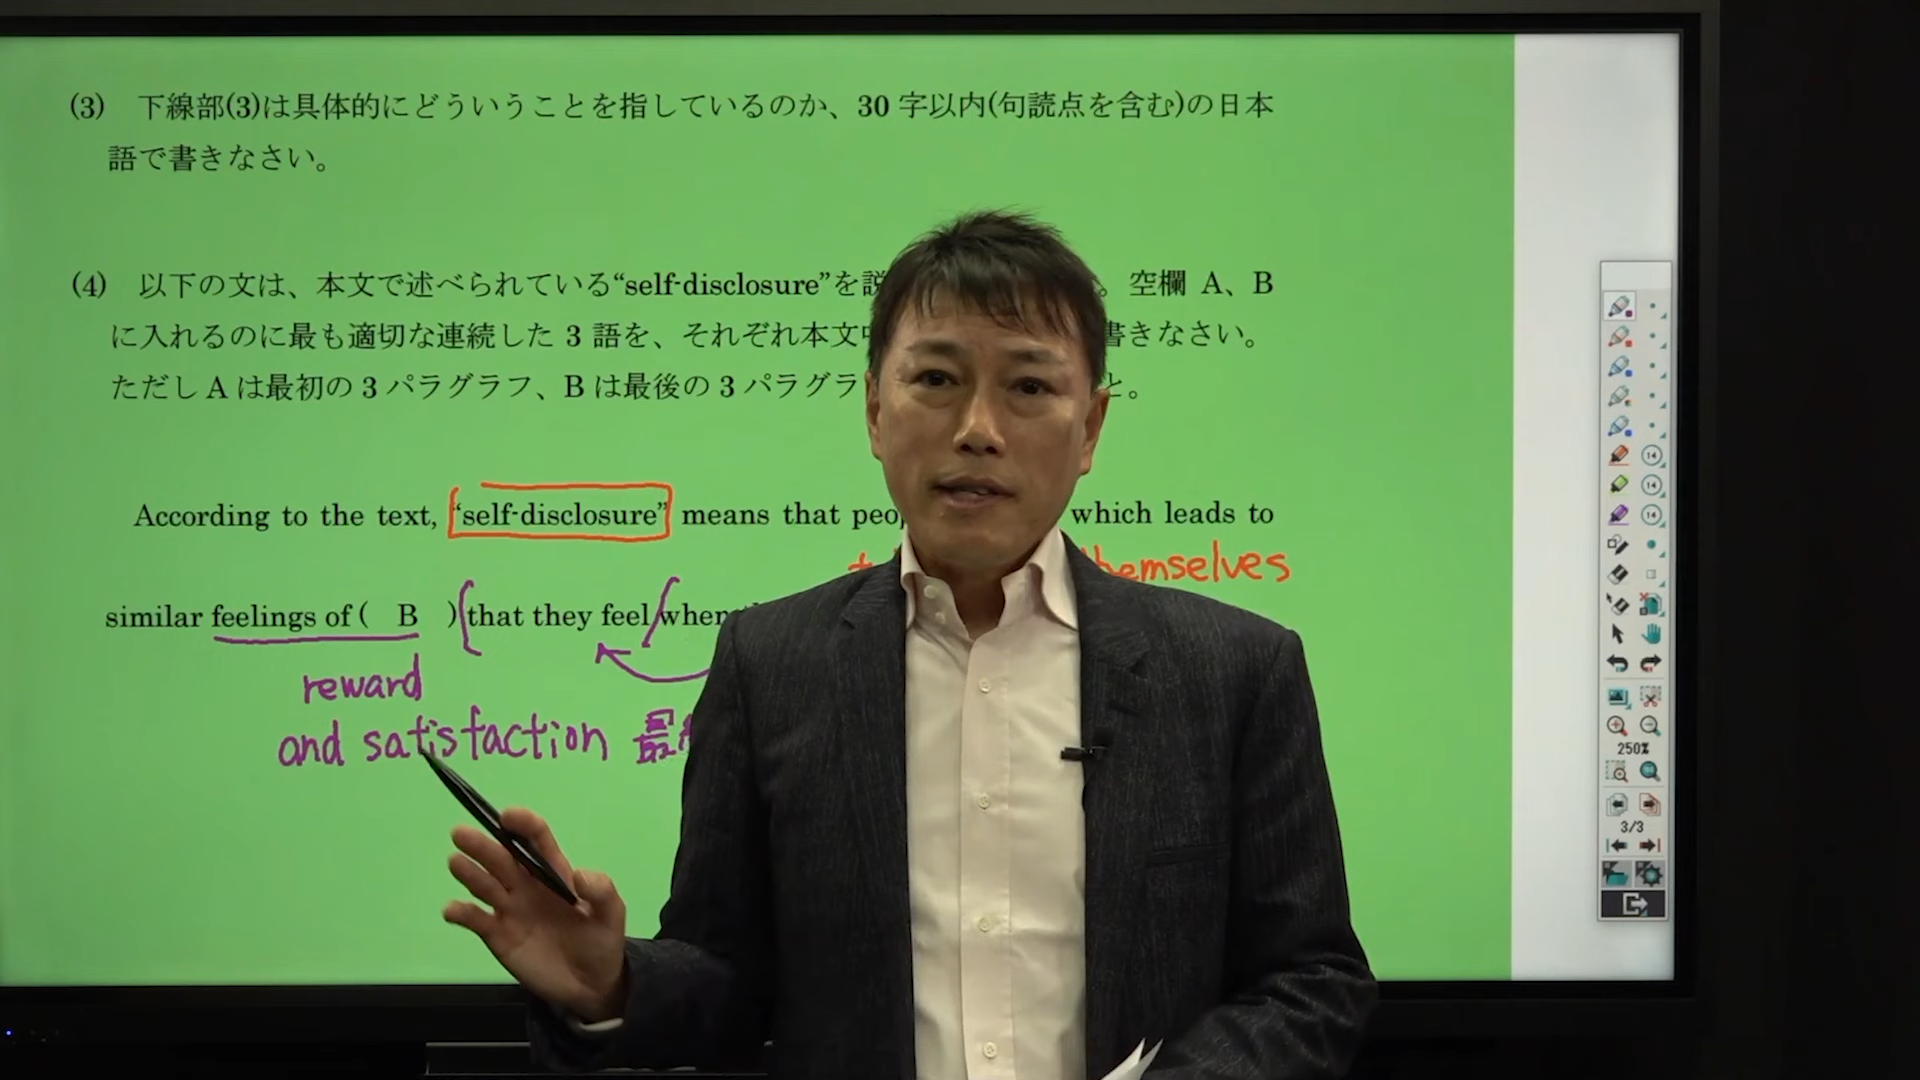 (3) 下線部(3)は具体的にどういうことを指しているのか、30 字以内(句読点を含む)の日本
語で書きなさい。
(4) 以下の文は、本文で述べられている“self-disclosure”を説 。空欄 A、B
に入れるのに最も適切な連続した 3 語を、それぞれ本文 書きなさい。
ただし A は最初の 3 パラグラフ、B は最後の 3 パラグラ と。
According to the text, “self-disclosure” means that which leads to
themselves
similar feelings of ( B ) that they feel when
reward
and satisfaction 最
14
14
14
250%
3/3